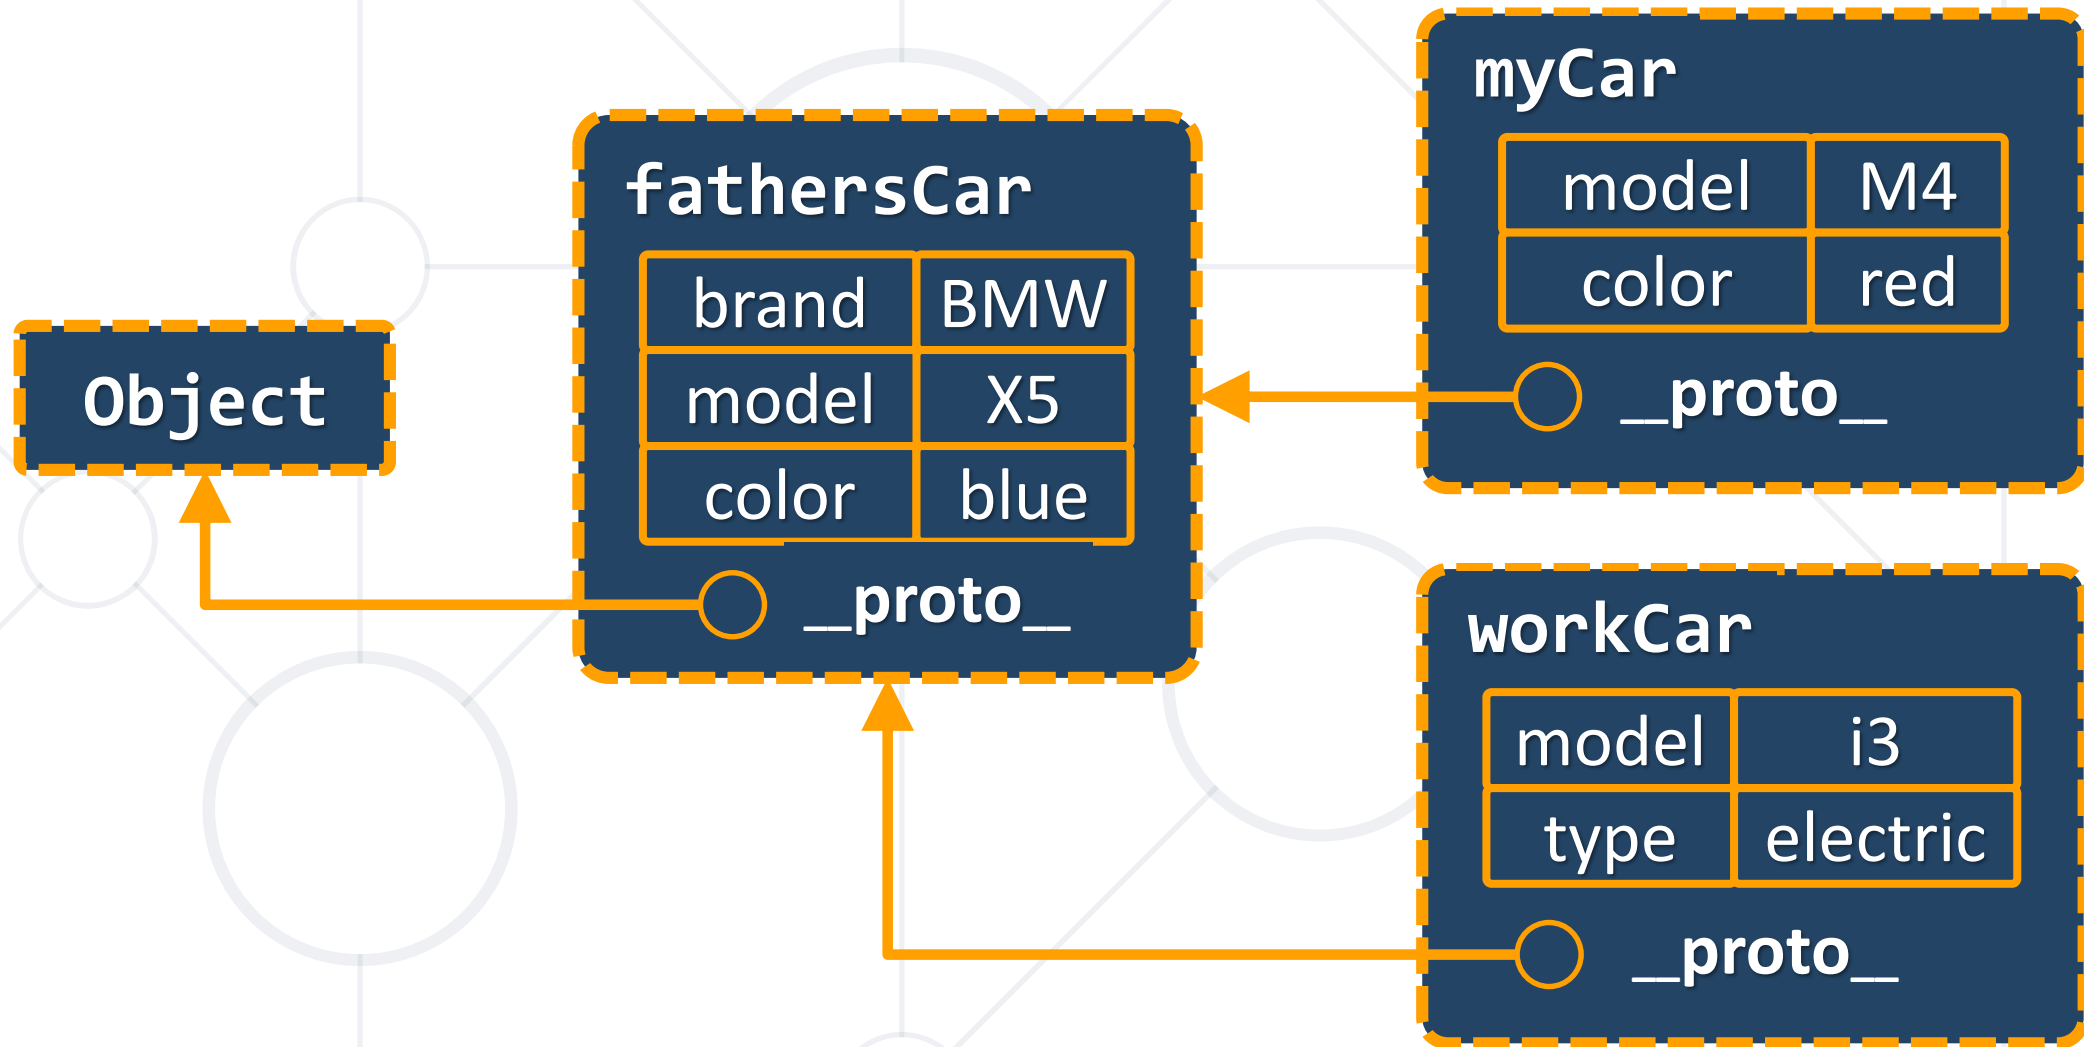 Object
fathersCar
brand BMW
model X5
color blue
__proto__
myCar
model M4
color red
__proto__
workCar
model i3
type electric
__proto__